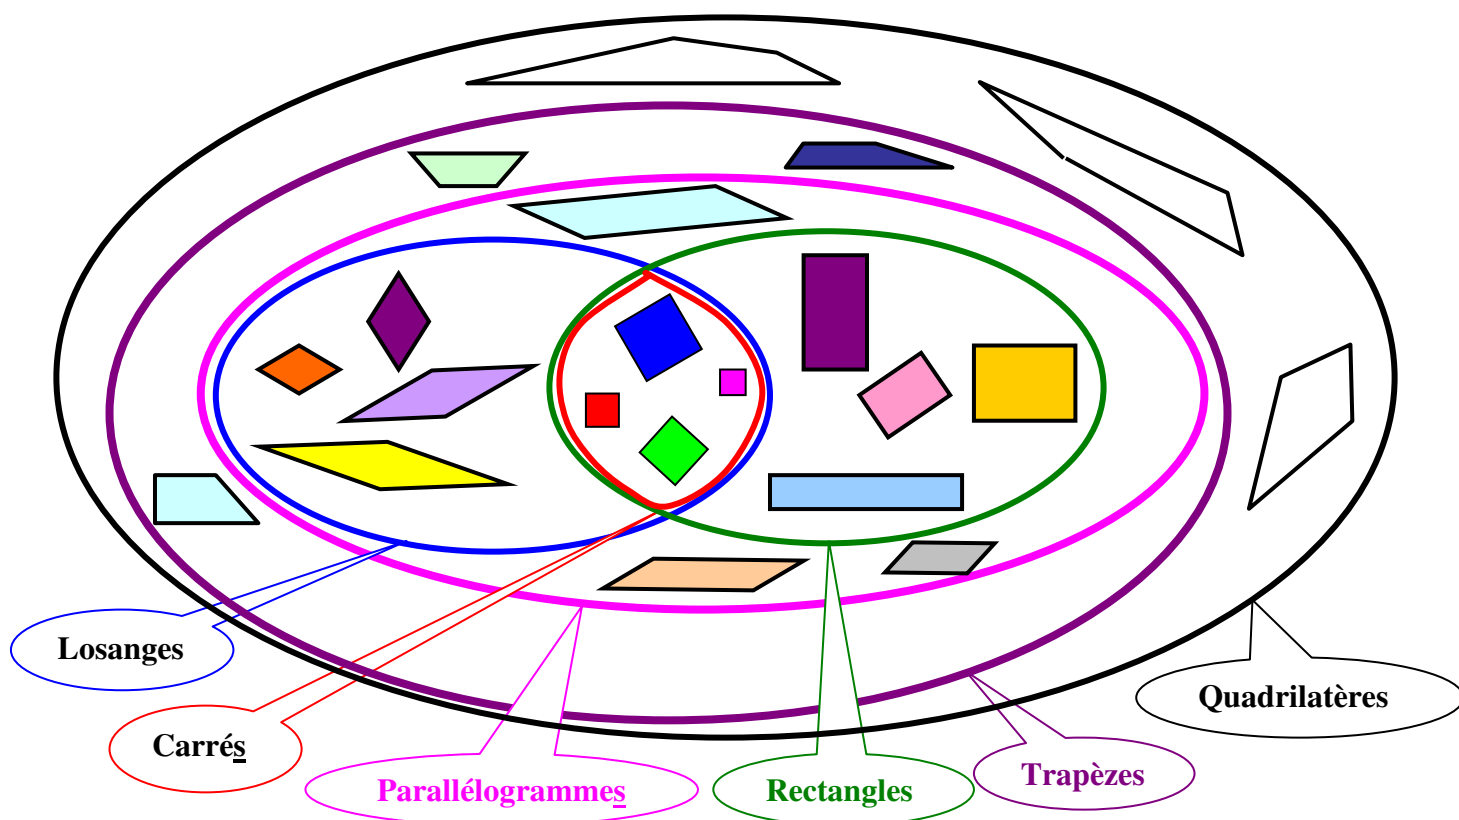 Losanges
Carrés
Parallélogrammes
Rectangles
Trapèzes
Quadrilatères